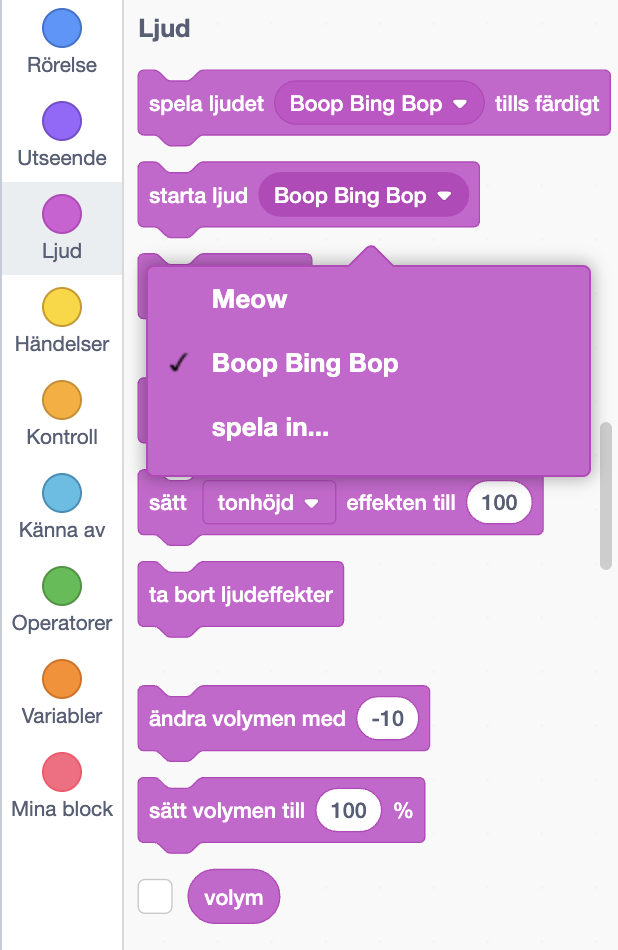 Rörelse
Utseende
Ljud
Händelser
Kontroll
Känna av
Operatorer
Variabler
Mina block
Ljud
spela ljudet Boop Bing Bop tills färdigt
starta ljud Boop Bing Bop
Meow
✓ Boop Bing Bop
spela in...
sätt tonhöjd effekten till 100
ta bort ljudeffekter
ändra volymen med -10
sätt volymen till 100 %
volym